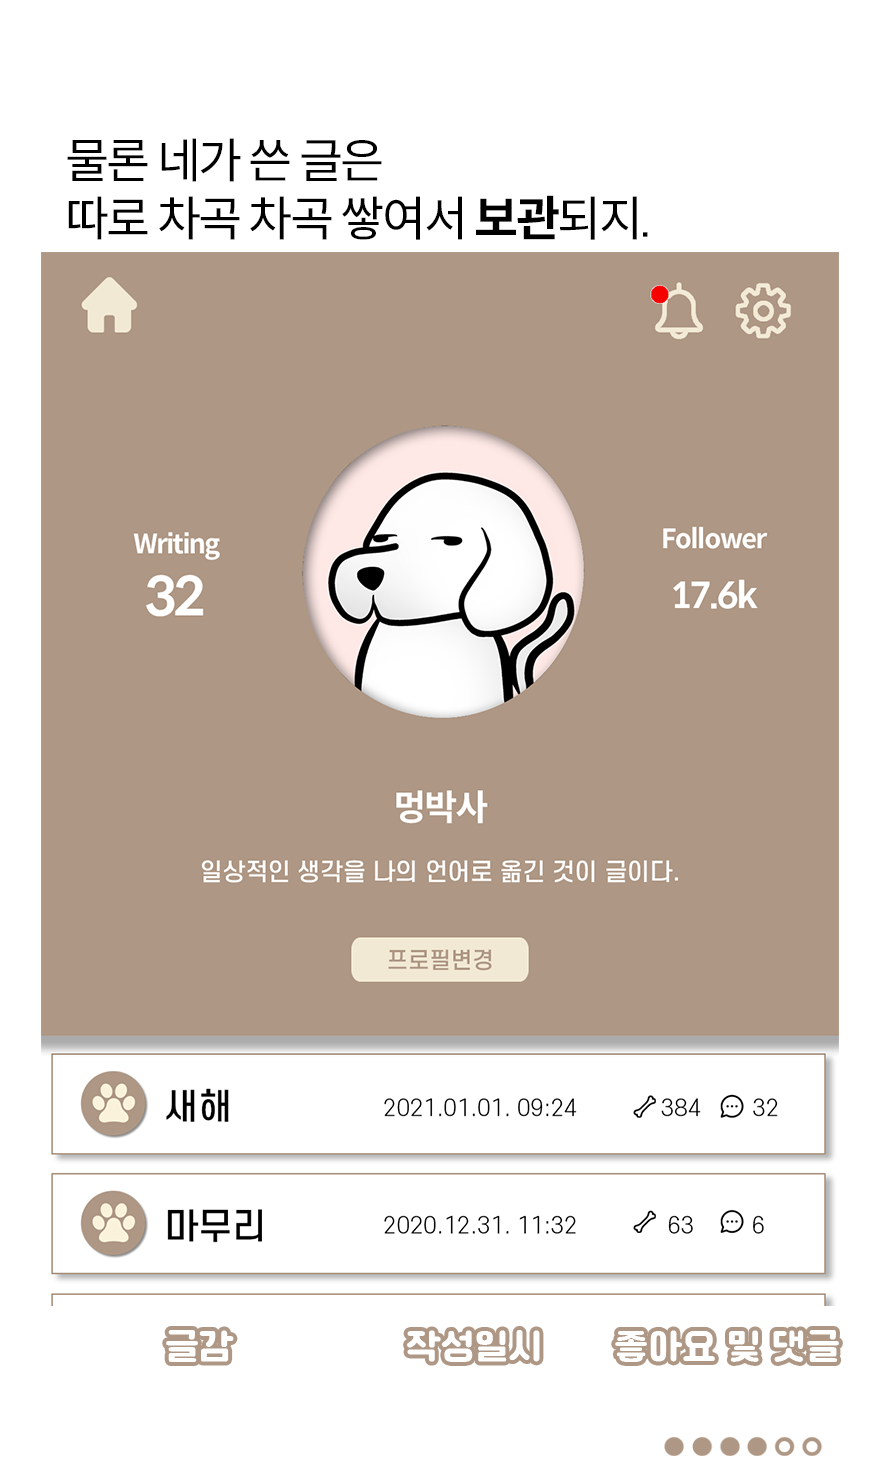 물론 네가 쓴 글은
따로 차곡 차곡 쌓여서 보관되지.
Writing
32
Follower
17.6k
멍박사
일상적인 생각을 나의 언어로 옮긴 것이 글이다.
프로필변경
새해 2021.01.01. 09:24 384 32
마무리 2020.12.31. 11:32 63 6
글감 작성일시 좋아요 및 댓글